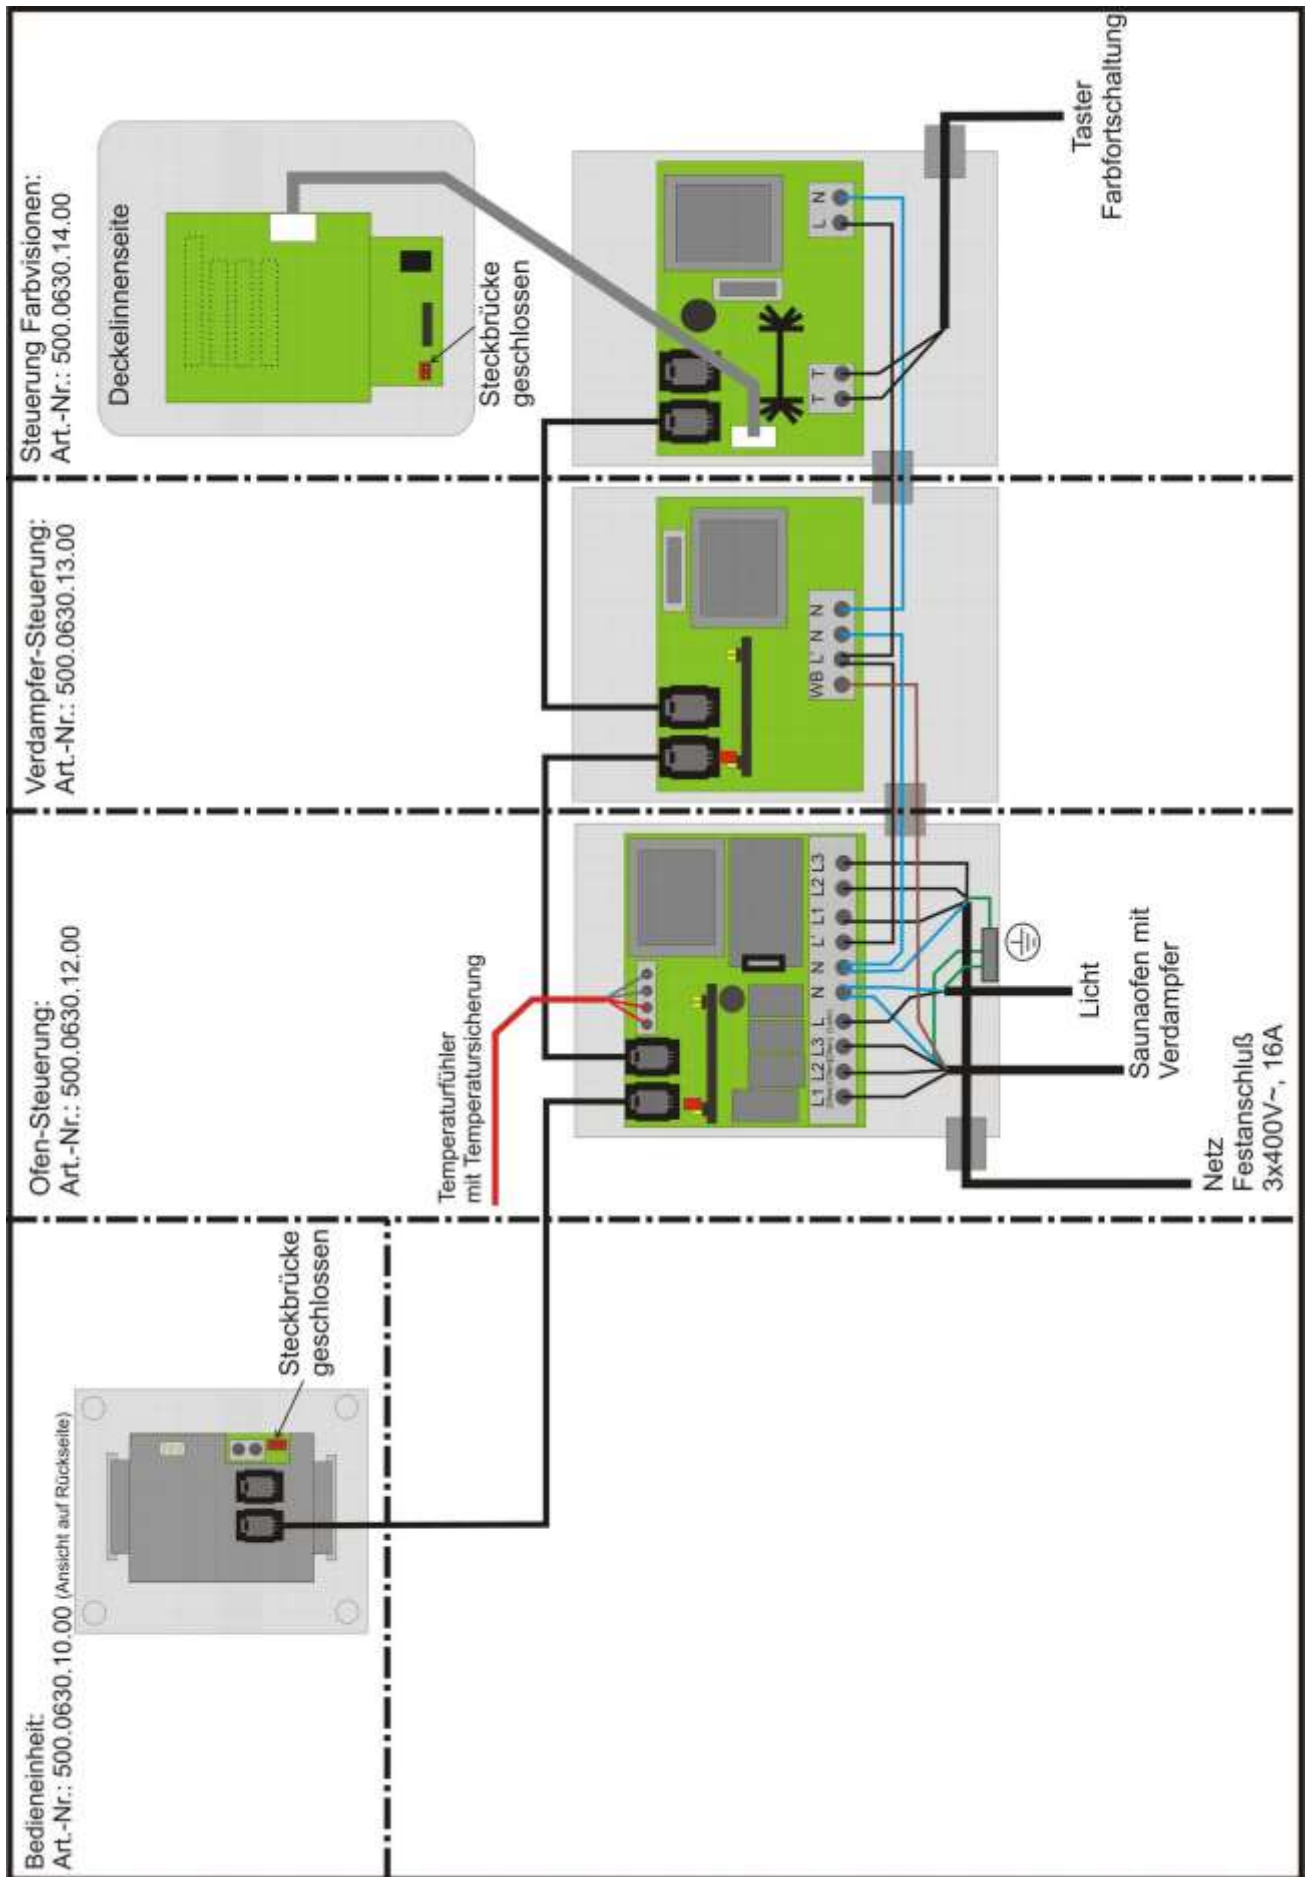 Bedieneinheit:
Art.-Nr.: 500.0630.10.00 (Ansicht auf Rückseite)
Steckbrücke
geschlossen
Ofen-Steuerung:
Art.-Nr.: 500.0630.12.00
Temperaturfühler
mit Temperatursicherung
L1 L2 L3 L N N L' L1 L2 L3
Netz
Festanschluß
3x400V~, 16A
Saunaofen mit
Verdampfer
Licht
Verdampfer-Steuerung:
Art.-Nr.: 500.0630.13.00
WB L' N N
Steuerung Farbvisionen:
Art.-Nr.: 500.0630.14.00
Deckelinnenseite
Steckbrücke
geschlossen
T T
L N
Taster
Farbfortschaltung